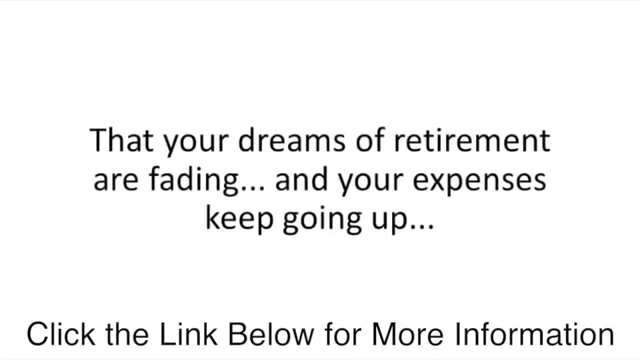 That your dreams of retirement
are fading... and your expenses
keep going up...
Click the Link Below for More Information